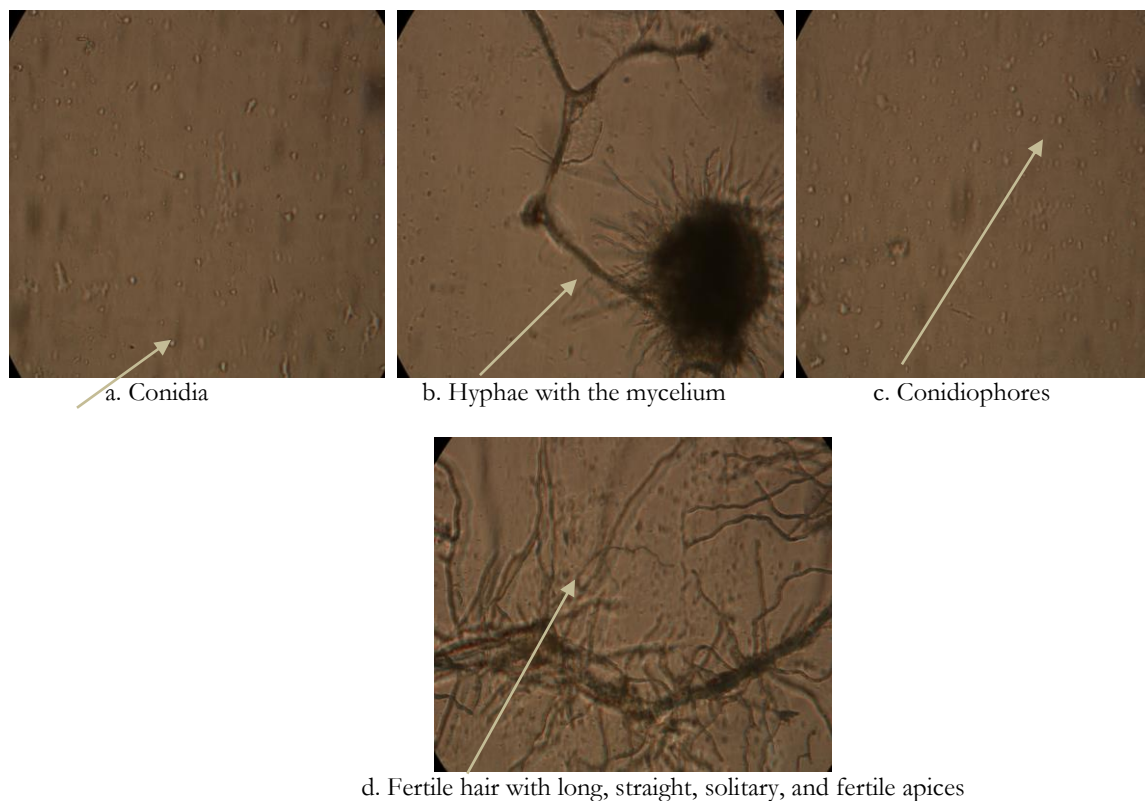 a. Conidia
b. Hyphae with the mycelium
c. Conidiophores
d. Fertile hair with long, straight, solitary, and fertile apices